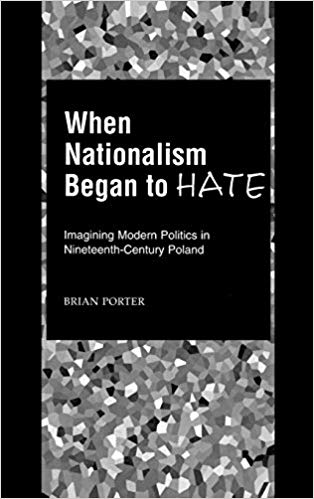 When
Nationalism
Began to HATE
Imagining Modern Politics in
Nineteenth-Century Poland
BRIAN PORTER